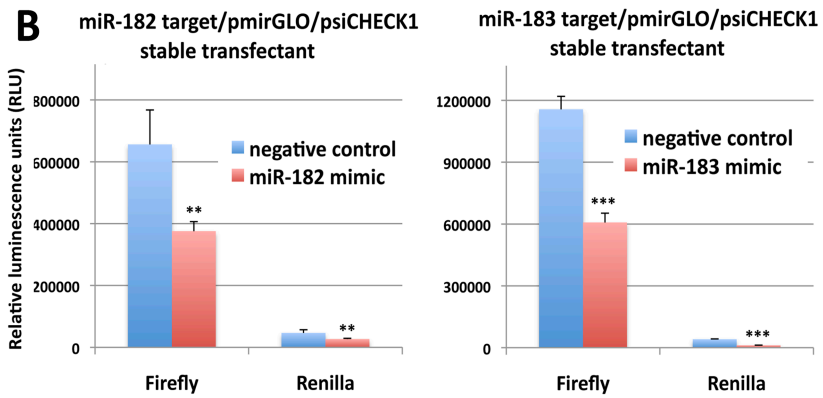 B
miR-182 target/pmirGLO/psiCHECK1
stable transfectant
Relative luminescence units (RLU)
800000
600000
400000
200000
0
negative control
miR-182 mimic
**
**
Firefly
Renilla
miR-183 target/pmirGLO/psiCHECK1
stable transfectant
1200000
900000
600000
300000
0
negative control
miR-183 mimic
***
***
Firefly
Renilla